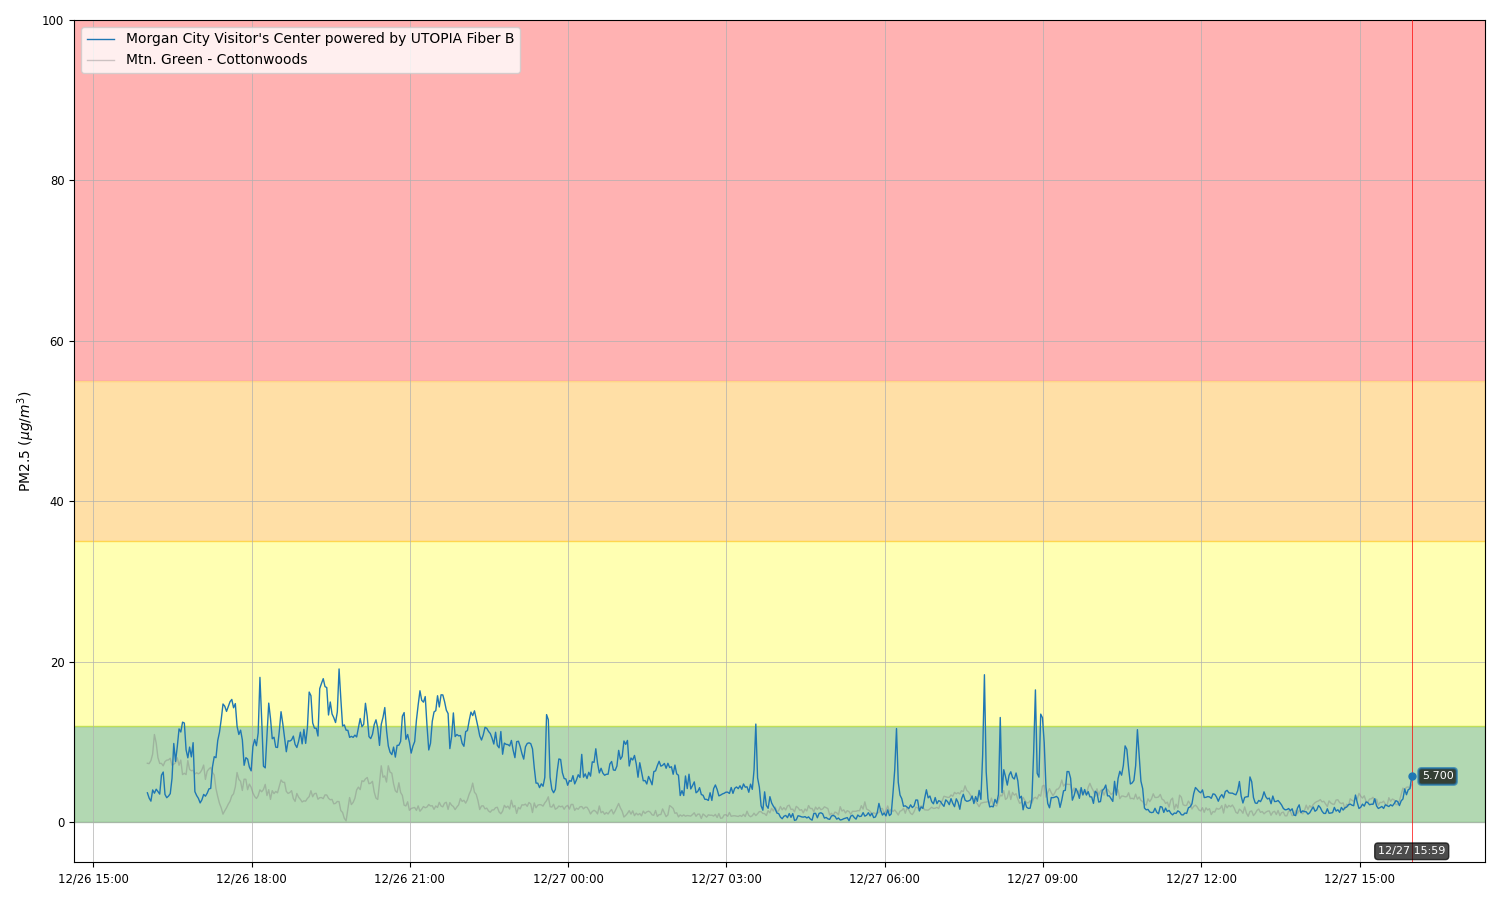 100
Morgan City Visitor's Center powered by UTOPIA Fiber B
Mtn. Green - Cottonwoods
80
60
PM2.5 (μg/m³)
40
20
5.700
0
12/27 15:59
12/26 15:00 12/26 18:00 12/26 21:00 12/27 00:00 12/27 03:00 12/27 06:00 12/27 09:00 12/27 12:00 12/27 15:00